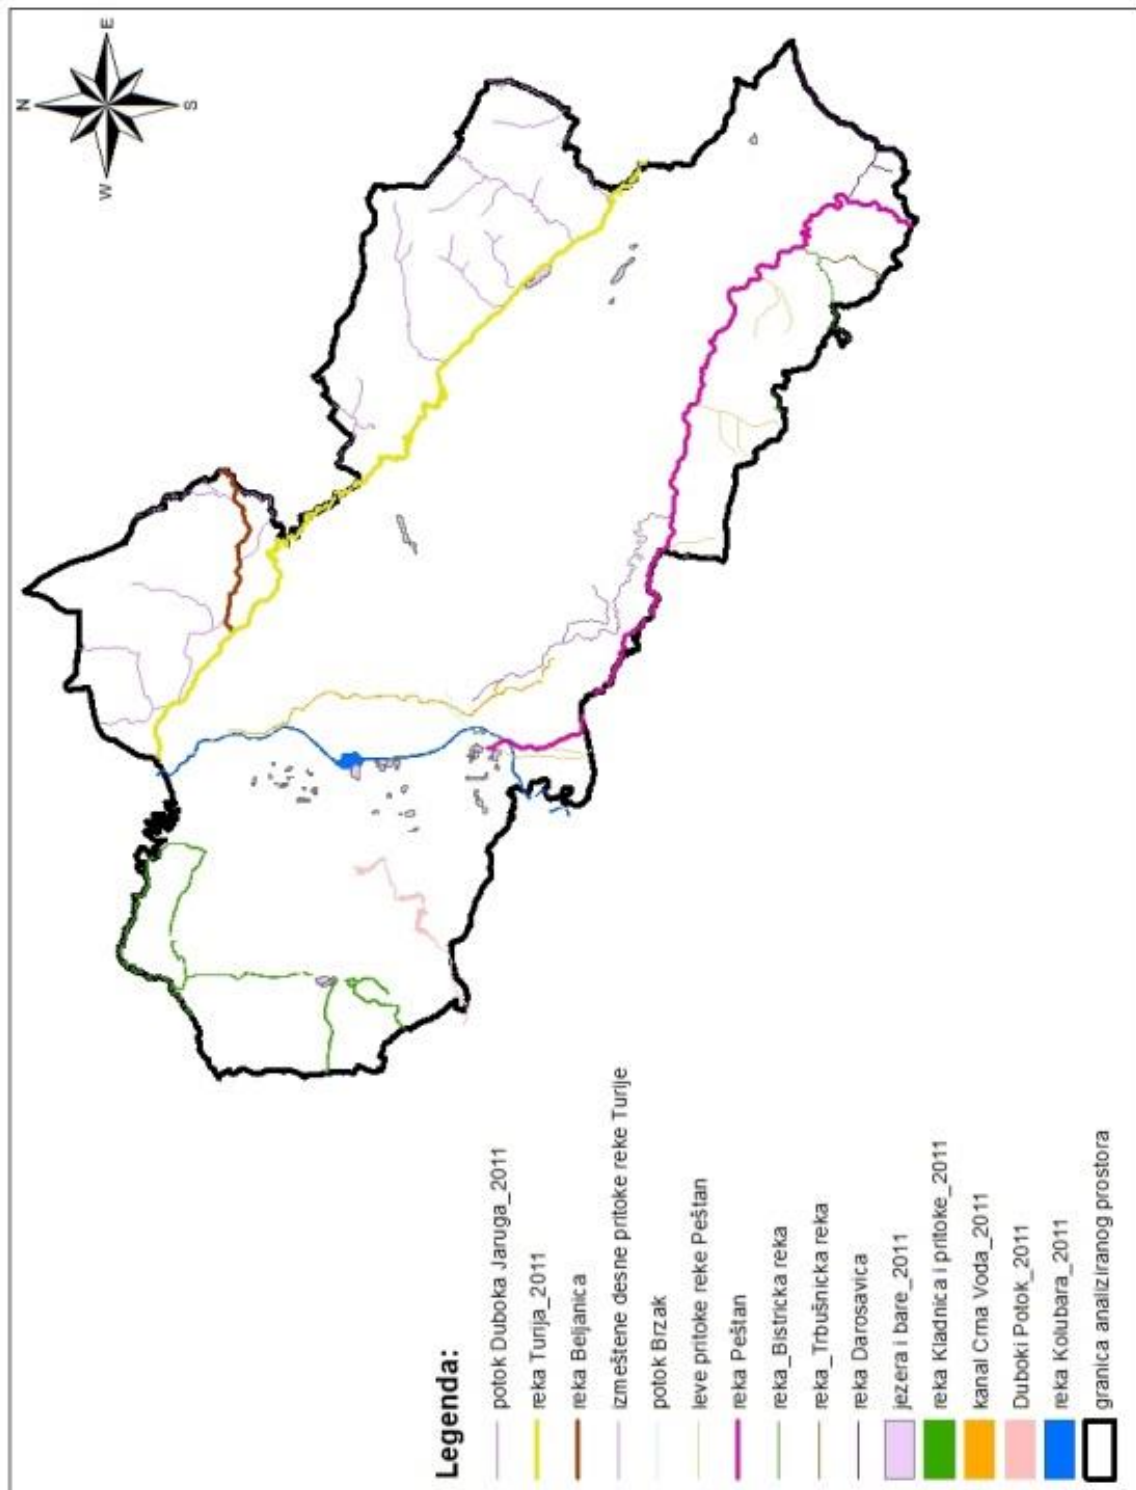 N
E
W
S
Legenda:
potok Duboka Jaruga_2011
reka Turija_2011
reka Beljanica
izmeštene desne pritoke reke Turije
potok Brzak
leve pritoke reke Peštan
reka Peštan
reka_Bistricka reka
reka_Trbušnicka reka
reka Darosavica
jezera i bare_2011
reka Kladnica i pritoke_2011
kanal Crna Voda_2011
Duboki Potok_2011
reka Kolubara_2011
granica analiziranog prostora